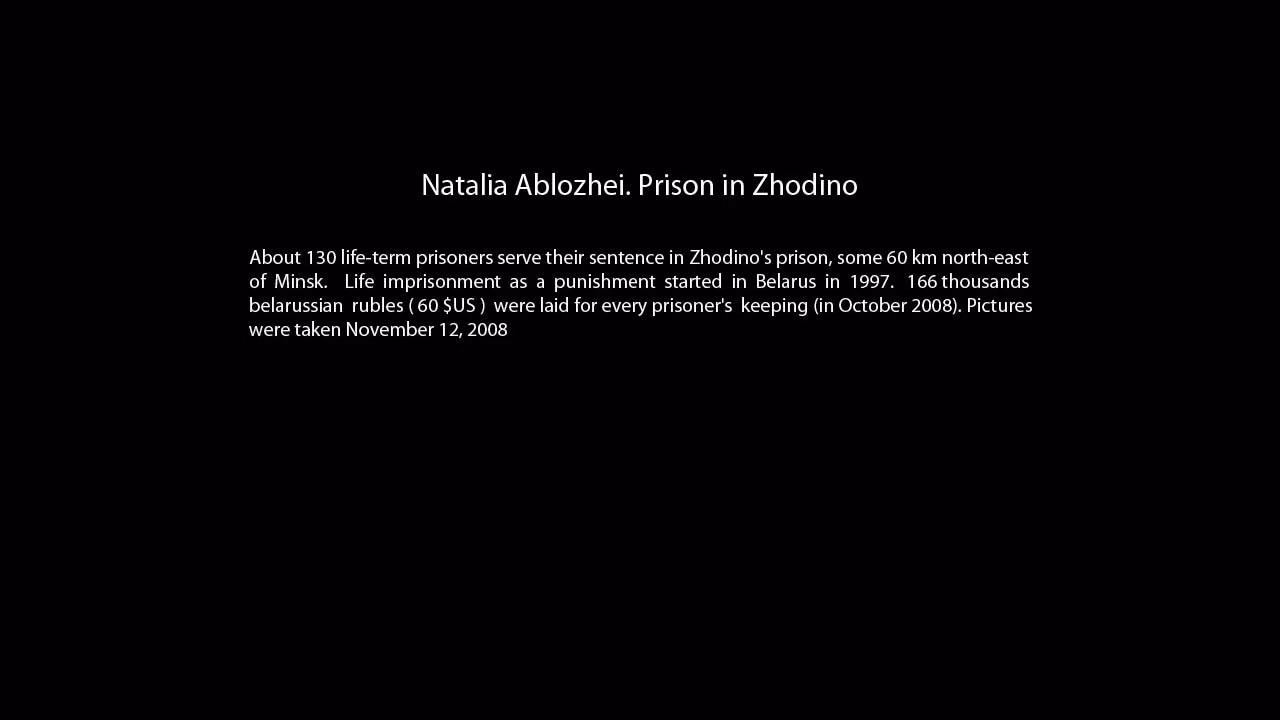 Natalia Ablozhei. Prison in Zhodino
About 130 life-term prisoners serve their sentence in Zhodino's prison, some 60 km north-east
of Minsk. Life imprisonment as a punishment started in Belarus in 1997. 166 thousands
belarussian rubles ( 60 $US ) were laid for every prisoner's keeping (in October 2008). Pictures
were taken November 12, 2008